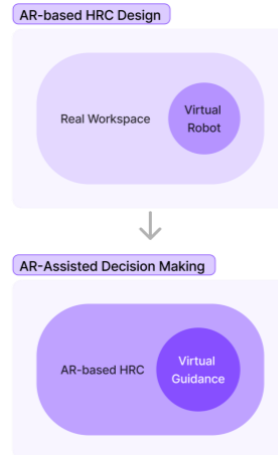 AR-based HRC Design
Real Workspace
Virtual
Robot
AR-Assisted Decision Making
AR-based HRC
Virtual
Guidance